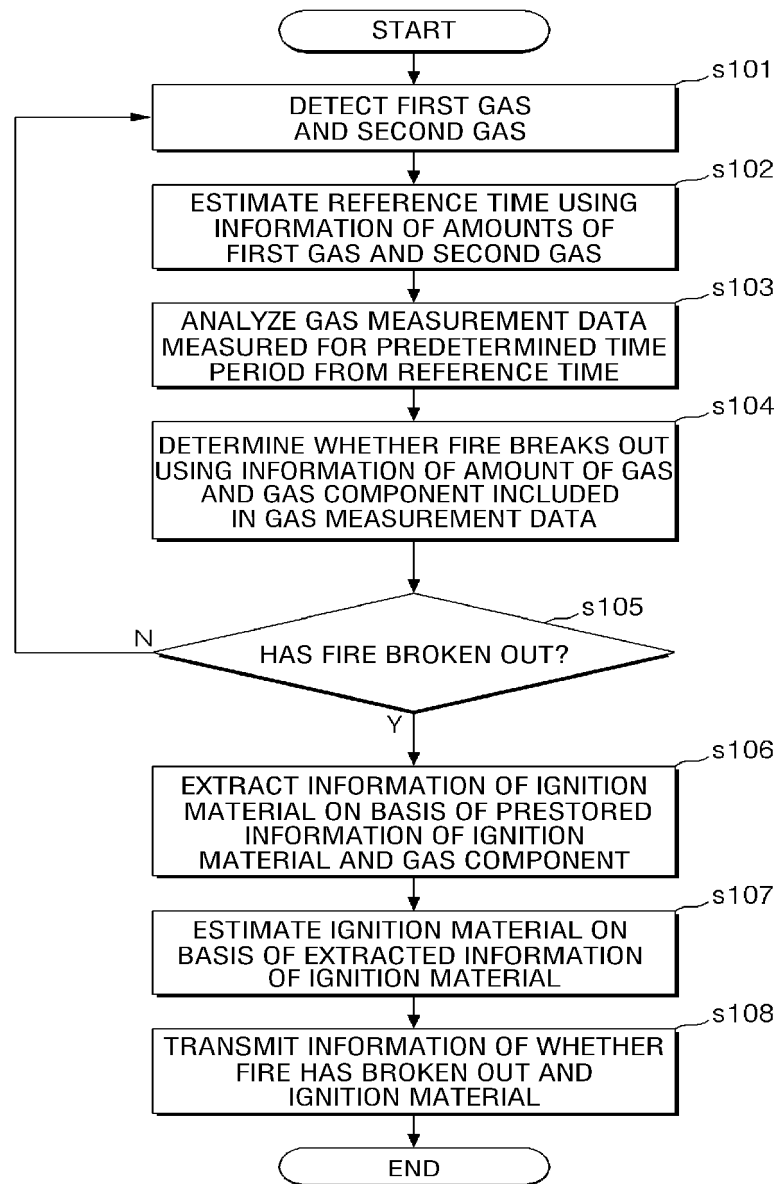 START
s101
DETECT FIRST GAS
AND SECOND GAS
s102
ESTIMATE REFERENCE TIME USING
INFORMATION OF AMOUNTS OF
FIRST GAS AND SECOND GAS
s103
ANALYZE GAS MEASUREMENT DATA
MEASURED FOR PREDETERMINED TIME
PERIOD FROM REFERENCE TIME
s104
DETERMINE WHETHER FIRE BREAKS OUT
USING INFORMATION OF AMOUNT OF GAS
AND GAS COMPONENT INCLUDED
IN GAS MEASUREMENT DATA
s105
N
HAS FIRE BROKEN OUT?
Y
s106
EXTRACT INFORMATION OF IGNITION
MATERIAL ON BASIS OF PRESTORED
INFORMATION OF IGNITION
MATERIAL AND GAS COMPONENT
s107
ESTIMATE IGNITION MATERIAL ON
BASIS OF EXTRACTED INFORMATION
OF IGNITION MATERIAL
s108
TRANSMIT INFORMATION OF WHETHER
FIRE HAS BROKEN OUT AND
IGNITION MATERIAL
END